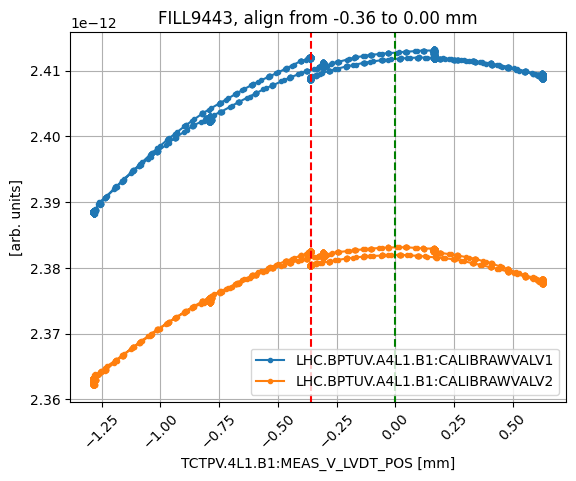 FILL9443, align from -0.36 to 0.00 mm
1e−12
2.41
2.40
2.39
2.38
2.37
2.36
[arb. units]
LHC.BPTUV.A4L1.B1:CALIBRAWVALV1
LHC.BPTUV.A4L1.B1:CALIBRAWVALV2
−1.25
−1.00
−0.75
−0.50
−0.25
0.00
0.25
0.50
TCTPV.4L1.B1:MEAS_V_LVDT_POS [mm]